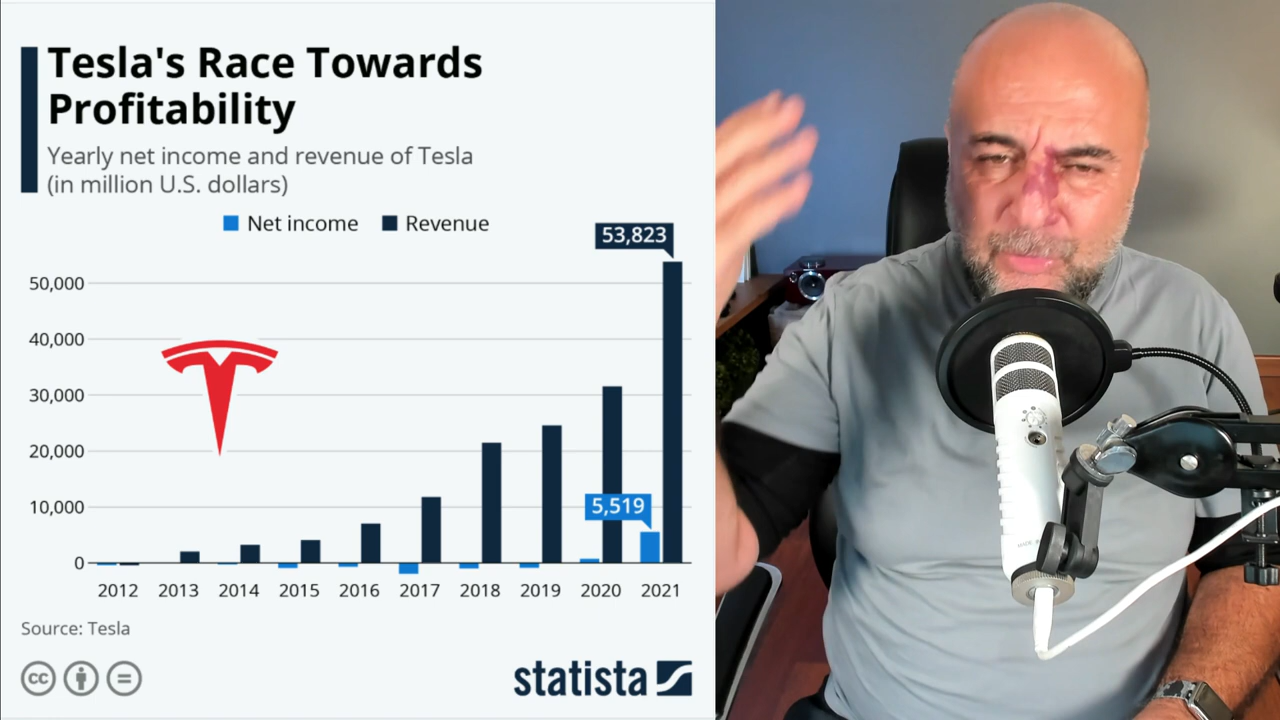 Tesla's Race Towards
Profitability
Yearly net income and revenue of Tesla
(in million U.S. dollars)
Net income Revenue
53,823
50,000
40,000
30,000
20,000
5,519
10,000
0
2012 2013 2014 2015 2016 2017 2018 2019 2020 2021
Source: Tesla
cc
statista